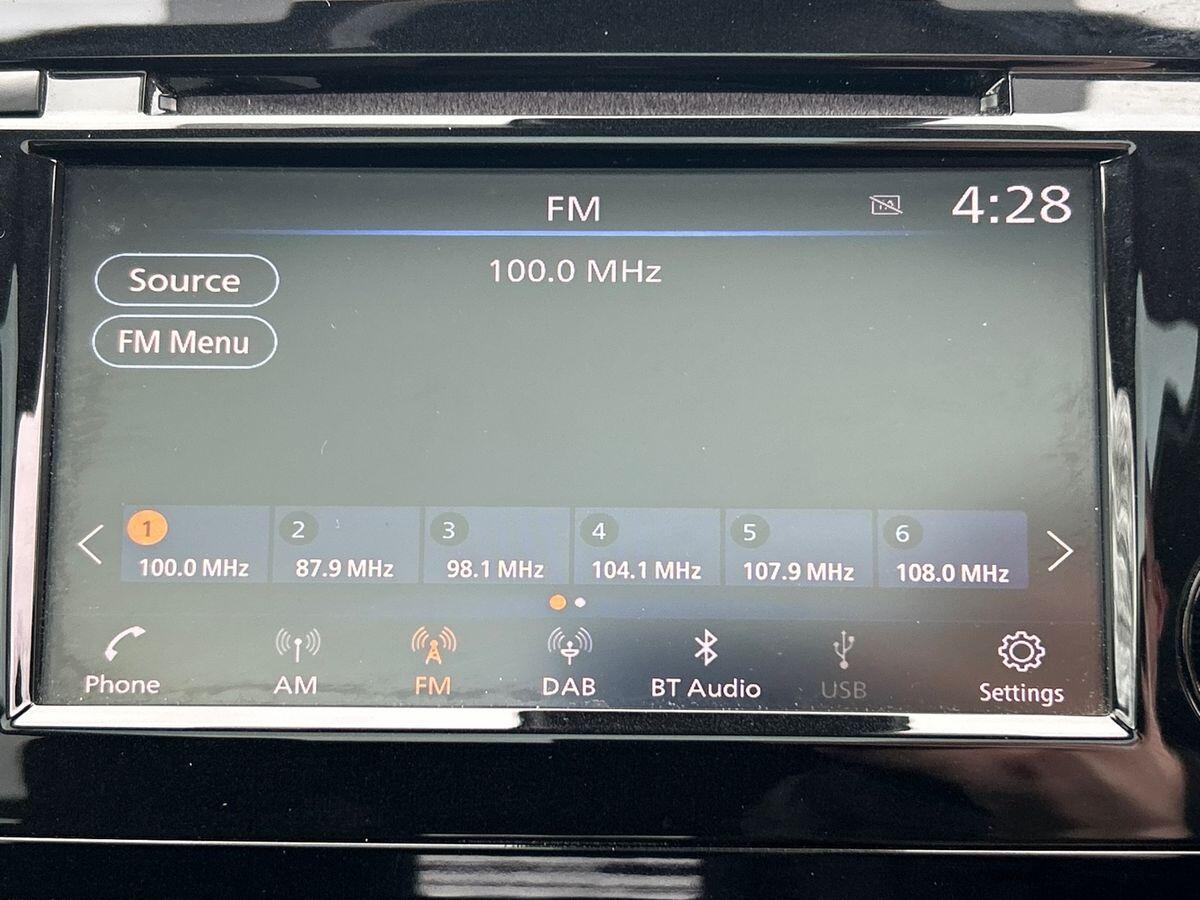 FM TA 4:28
Source 100.0 MHz
FM Menu
1 2 3 4 5 6
100.0 MHz 87.9 MHz 98.1 MHz 104.1 MHz 107.9 MHz 108.0 MHz
Phone AM FM DAB BT Audio USB Settings